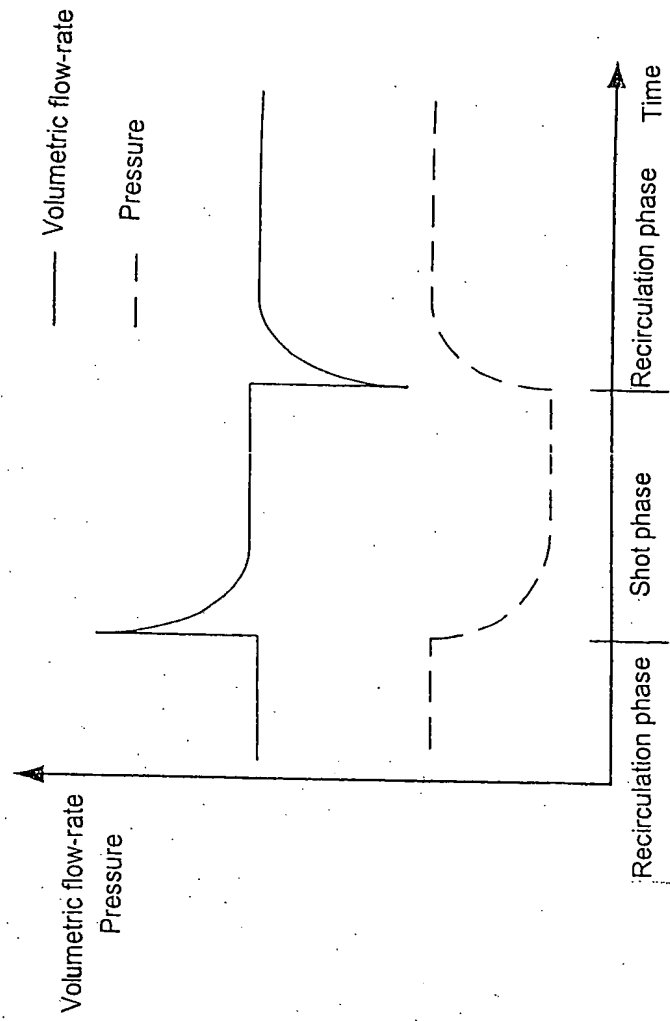 Volumetric flow-rate
Pressure
Volumetric flow-rate
Pressure
Recirculation phase
Shot phase
Recirculation phase
Time